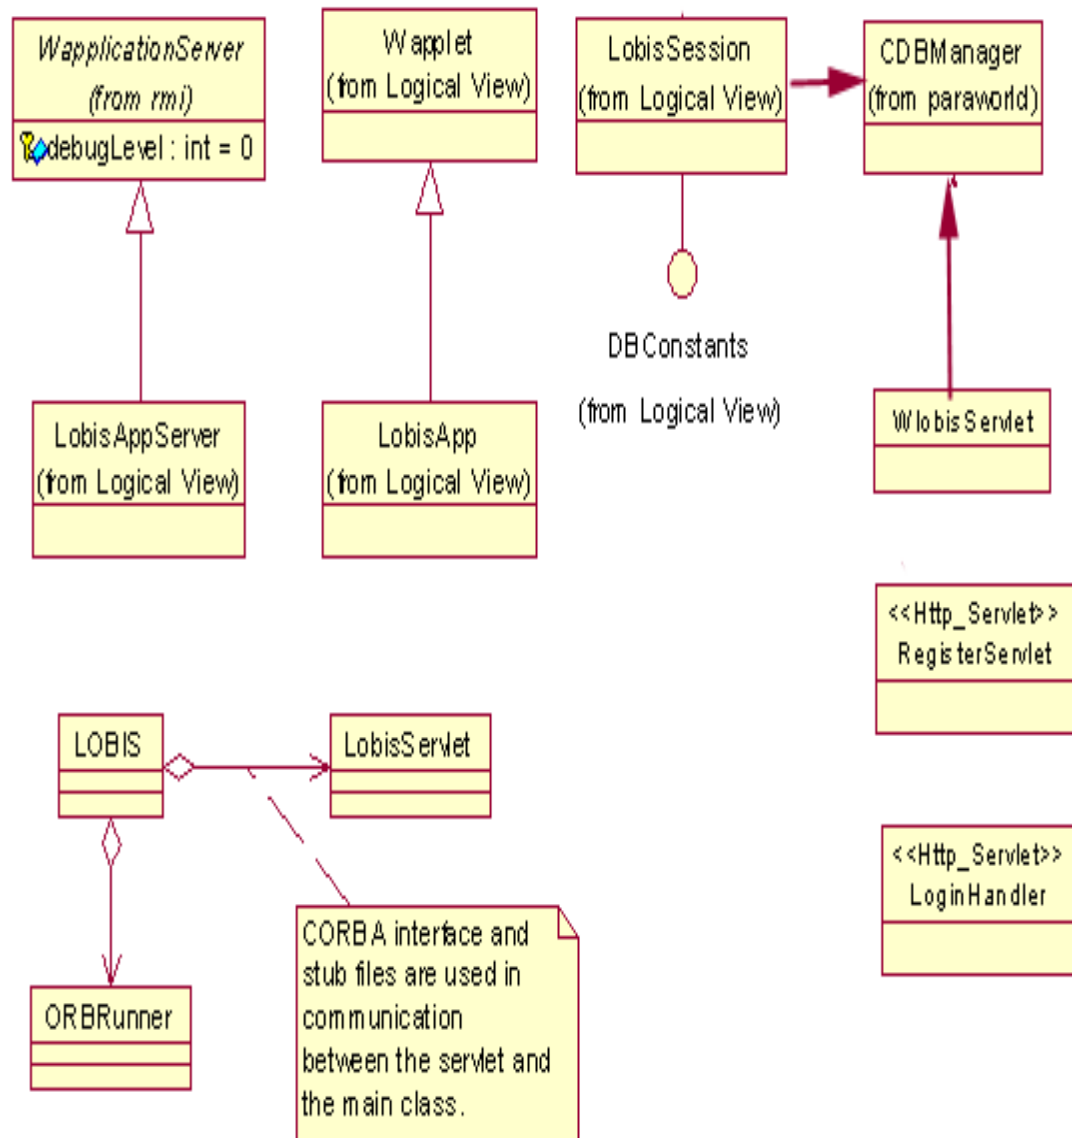 WapplicationServer
(from rmi)
debugLevel : int = 0
Wapplet
(from Logical View)
LobisSession
(from Logical View)
CDBManager
(from paraworld)
DBConstants
(from Logical View)
LobisAppServer
(from Logical View)
LobisApp
(from Logical View)
WlobisServlet
<<Http_Servlet>>
RegisterServlet
LOBIS
LobisServlet
<<Http_Servlet>>
LoginHandler
CORBA interface and
stub files are used in
communication
between the servlet and
the main class.
ORBRunner